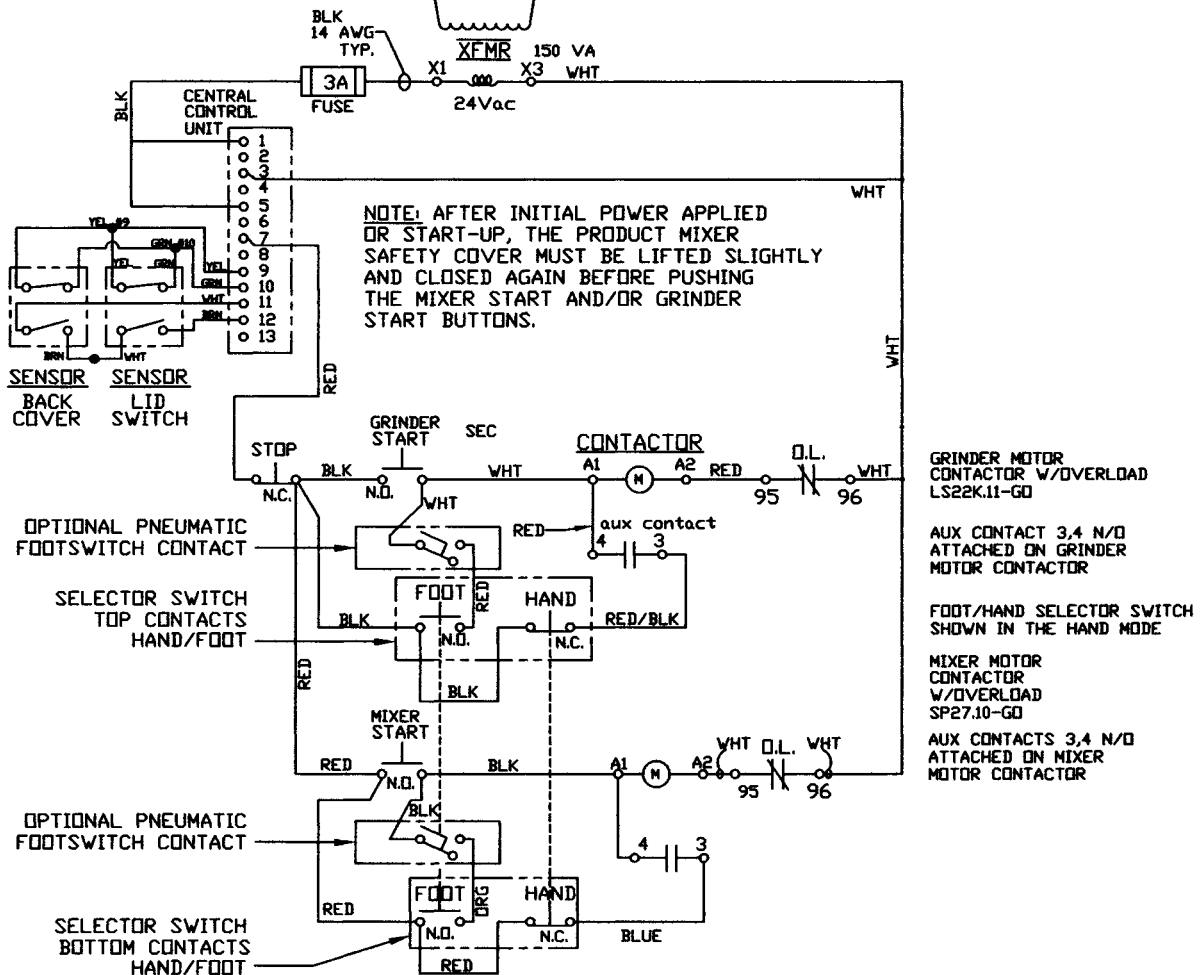 BLK
14 AWG
TYP.
XFMR 150 VA
X1
X3
WHT
3A
FUSE
24Vac
BLK
CENTRAL
CONTROL
UNIT
1
2
3
4
5
6
7
8
9
10
11
12
13
WHT
YEL #9
GRN #10
YEL
GRN
YEL
GRN
WHT
BRN
BRN
WHT
SENSOR
BACK
COVER
SENSOR
LID
SWITCH
NOTE: AFTER INITIAL POWER APPLIED
OR START-UP, THE PRODUCT MIXER
SAFETY COVER MUST BE LIFTED SLIGHTLY
AND CLOSED AGAIN BEFORE PUSHING
THE MIXER START AND/OR GRINDER
START BUTTONS.
WHT
RED
STOP
N.C.
BLK
GRINDER
START
SEC
N.O.
WHT
CONTACTOR
A1
M
A2
RED
O.L.
95
96
WHT
GRINDER MOTOR
CONTACTOR W/OVERLOAD
LS22K.11-GO
WHT
OPTIONAL PNEUMATIC
FOOTSWITCH CONTACT
RED
aux contact
4
3
AUX CONTACT 3,4 N/O
ATTACHED ON GRINDER
MOTOR CONTACTOR
SELECTOR SWITCH
TOP CONTACTS
HAND/FOOT
FOOT
RED
HAND
BLK
N.O.
N.C.
RED/BLK
BLK
FOOT/HAND SELECTOR SWITCH
SHOWN IN THE HAND MODE
RED
MIXER MOTOR
CONTACTOR
W/OVERLOAD
SP27.10-GO
MIXER
START
RED
N.O.
BLK
A1
M
A2
WHT
O.L.
WHT
95
96
AUX CONTACTS 3,4 N/O
ATTACHED ON MIXER
MOTOR CONTACTOR
BLK
OPTIONAL PNEUMATIC
FOOTSWITCH CONTACT
4
3
FOOT
ORG
HAND
RED
N.O.
N.C.
BLUE
RED
SELECTOR SWITCH
BOTTOM CONTACTS
HAND/FOOT